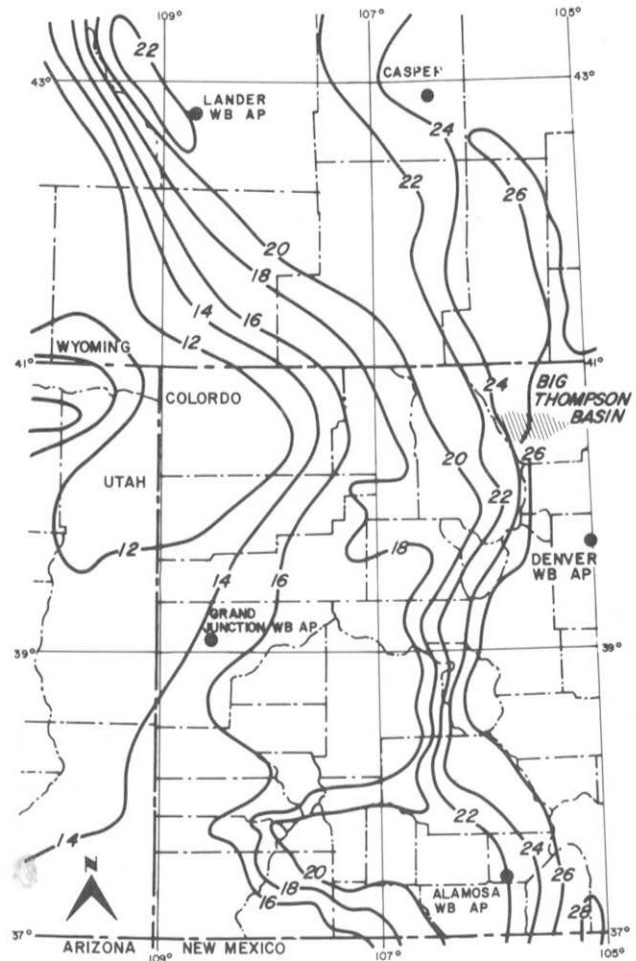 109°
107°
105°
22
43°
43°
CASPER
LANDER
WB AP
24
22
26
20
18
16
14
12
WYOMING
41°
41°
COLORDO
24
BIG
THOMPSON
BASIN
20
26
22
UTAH
12
18
DENVER
WB AP
14
16
GRAND
JUNCTION WB AP
39°
39°
14
22
24
20
26
N
18
ALAMOSA
WB AP
16
28
37°
37°
ARIZONA
NEW MEXICO
109°
107°
105°